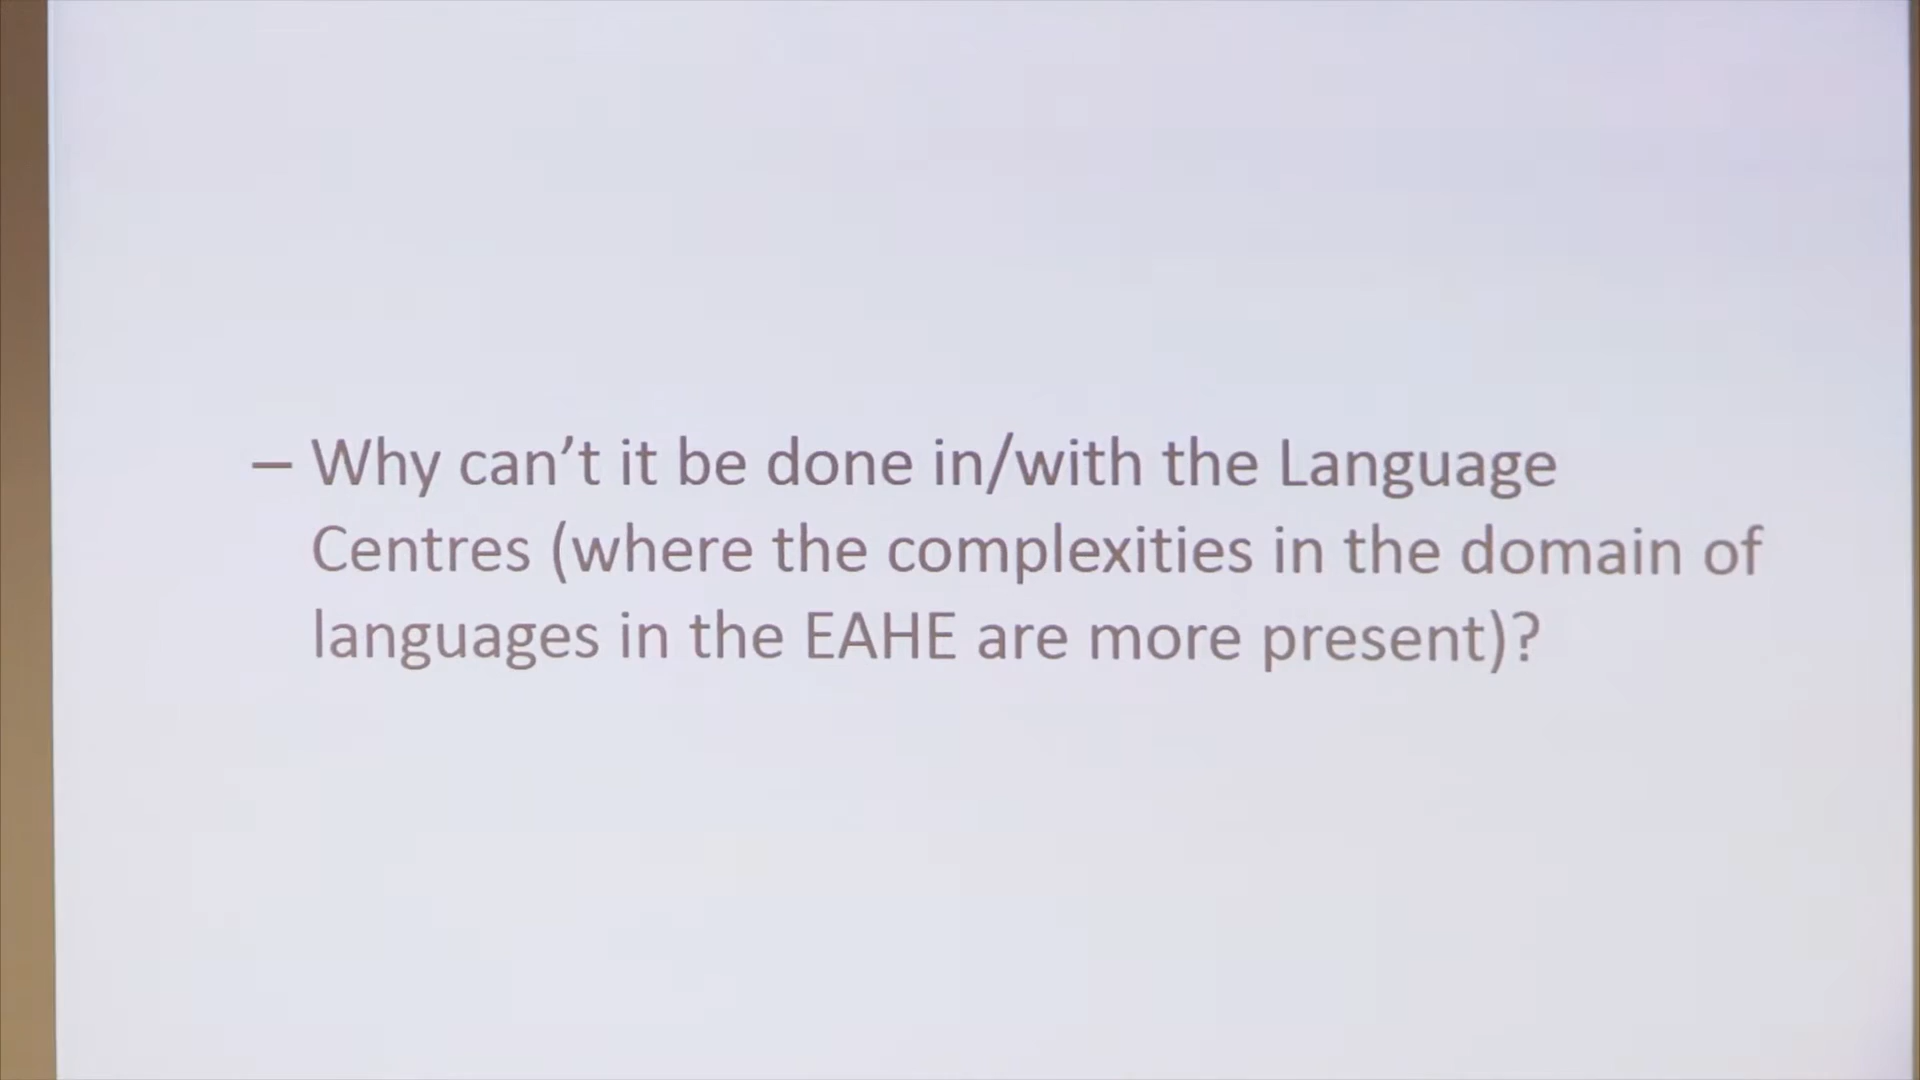 – Why can’t it be done in/with the Language
Centres (where the complexities in the domain of
languages in the EAHE are more present)?